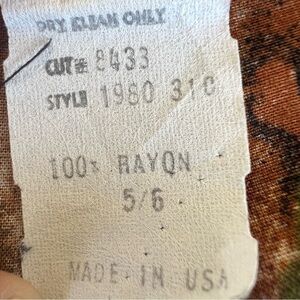 DRY CLEAN ONLY
CUT# 8433
STYLE 1980 31C
100% RAYON
5/6
MADE IN USA